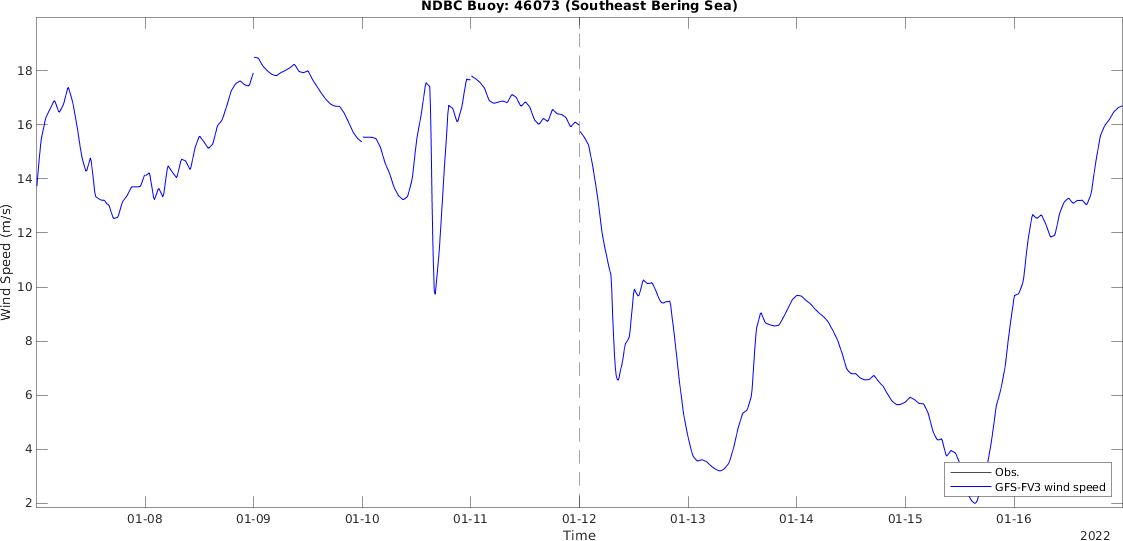 NDBC Buoy: 46073 (Southeast Bering Sea)
18
16
14
12
10
8
6
4
2
Wind Speed (m/s)
Obs.
GFS-FV3 wind speed
01-08 01-09 01-10 01-11 01-12 01-13 01-14 01-15 01-16
Time
2022